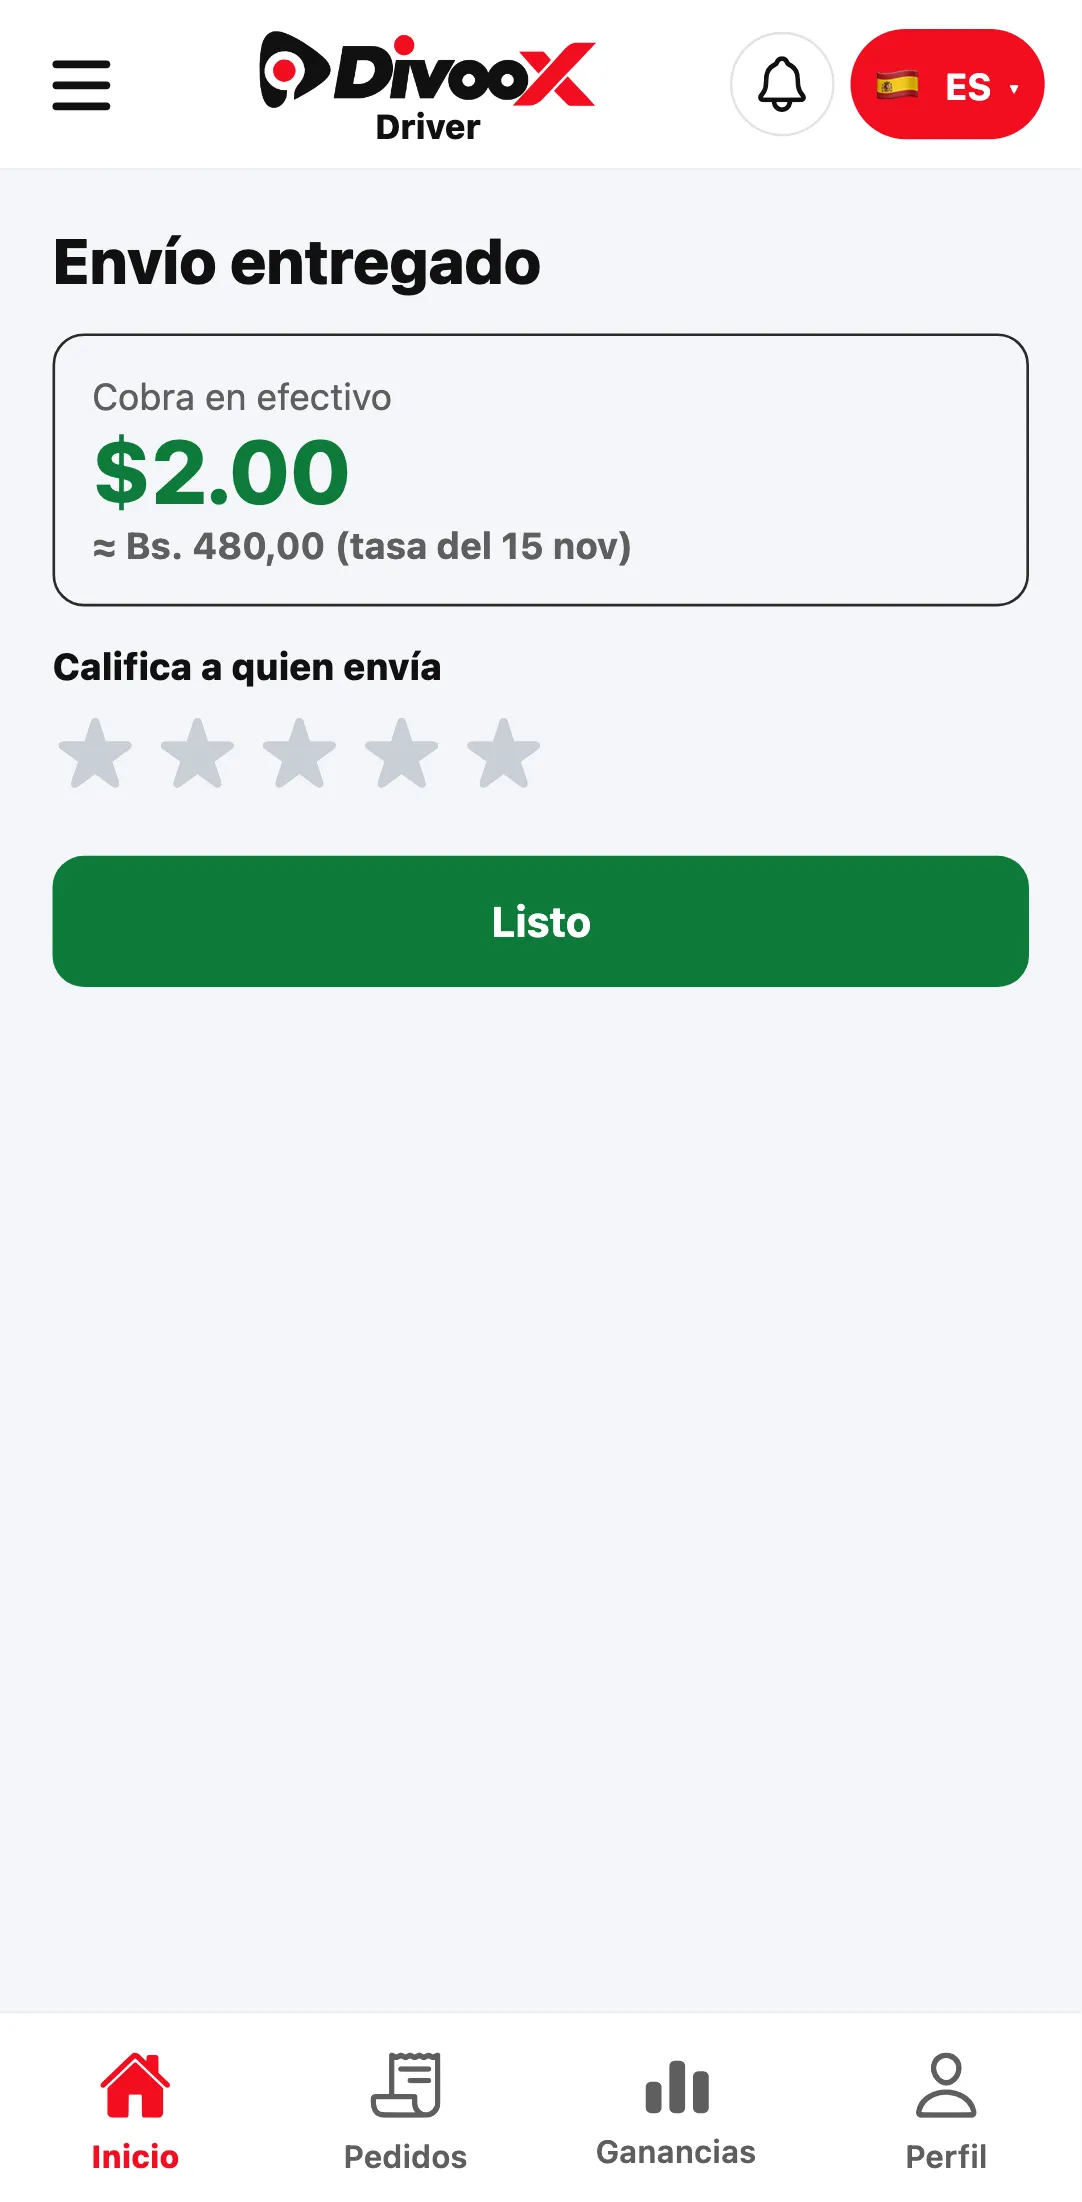 DivooX
Driver
ES
Envío entregado
Cobra en efectivo
$2.00
≈ Bs. 480,00 (tasa del 15 nov)
Califica a quien envía
Listo
Inicio
Pedidos
Ganancias
Perfil